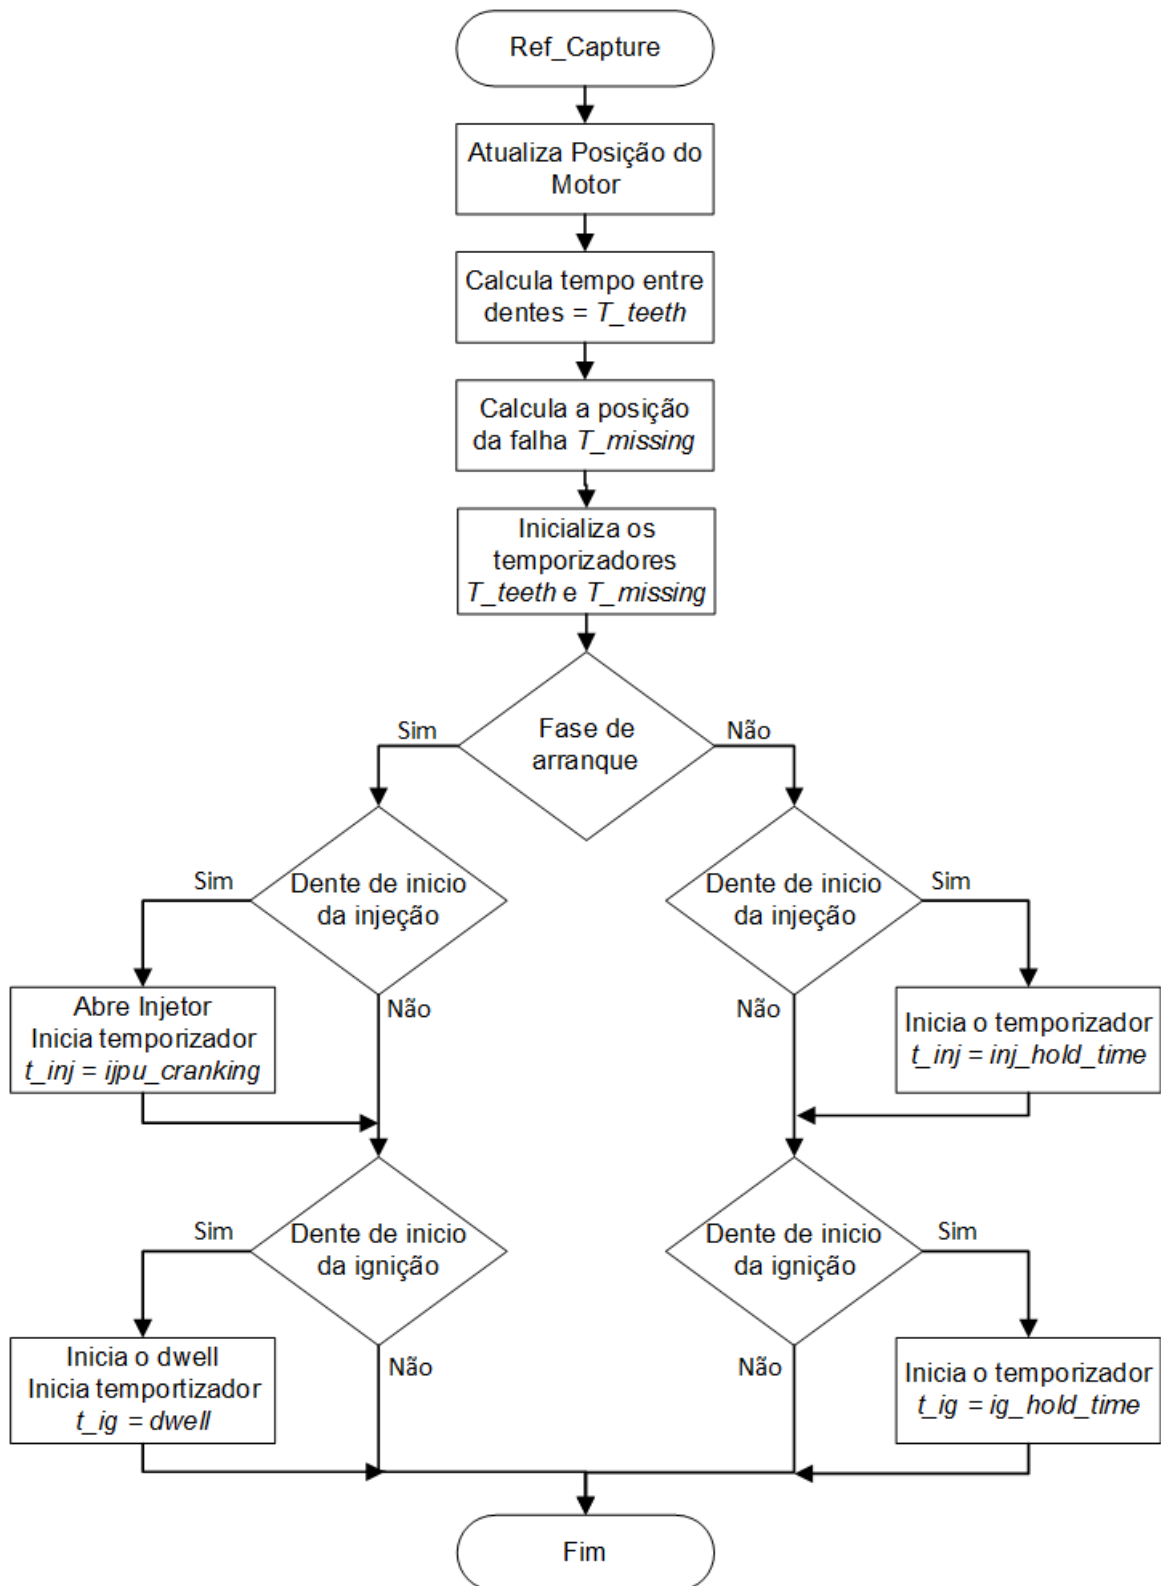 Ref_Capture
Atualiza Posição do
Motor
Calcula tempo entre
dentes = T_teeth
Calcula a posição
da falha T_missing
Inicializa os
temporizadores
T_teeth e T_missing
Fase de
arranque
Sim
Não
Dente de inicio
da injeção
Sim
Não
Abre Injetor
Inicia temporizador
t_inj = ijpu_cranking
Dente de inicio
da injeção
Sim
Não
Inicia o temporizador
t_inj = inj_hold_time
Dente de inicio
da ignição
Sim
Não
Inicia o dwell
Inicia temportizador
t_ig = dwell
Dente de inicio
da ignição
Sim
Não
Inicia o temporizador
t_ig = ig_hold_time
Fim